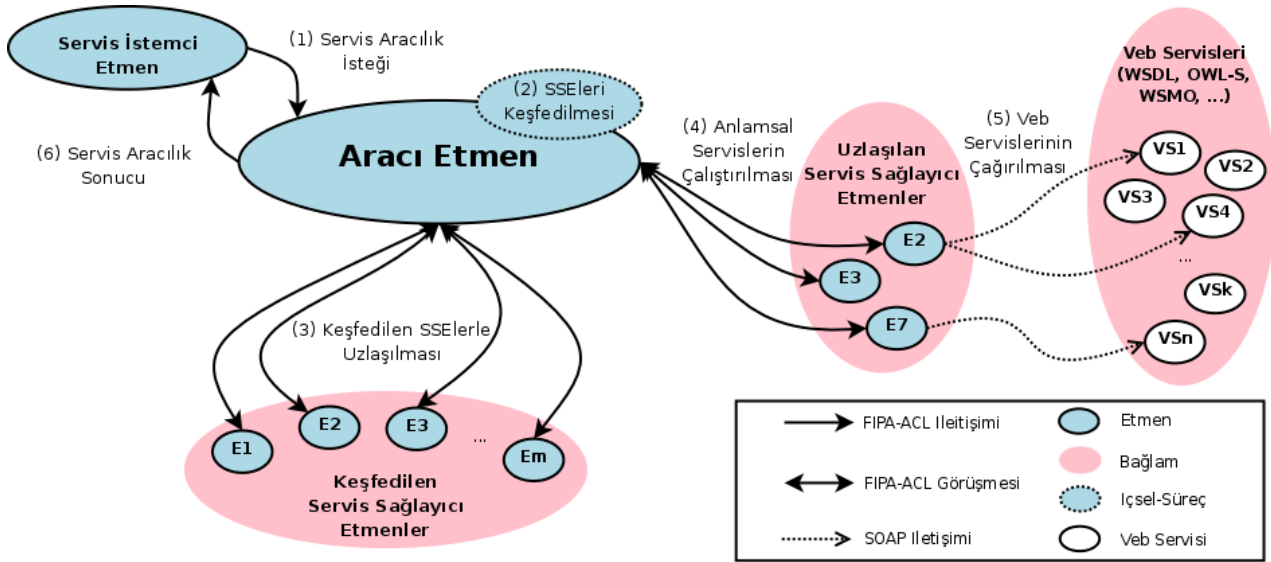 Servis İstemci
Etmen
(1) Servis Aracılık
İsteği
(2) SSEleri
Keşfedilmesi
Aracı Etmen
(6) Servis Aracılık
Sonucu
(3) Keşfedilen SSElerle
Uzlaşılması
E1
E2
E3
...
Em
Keşfedilen
Servis Sağlayıcı
Etmenler
(4) Anlamsal
Servislerin
Çalıştırılması
Uzlaşılan
Servis Sağlayıcı
Etmenler
E2
E3
E7
(5) Veb
Servislerinin
Çağırılması
Veb Servisleri
(WSDL, OWL-S,
WSMO, ...)
VS1
VS2
VS3
VS4
...
VSk
VSn
FIPA-ACL Ileitişimi
FIPA-ACL Görüşmesi
SOAP Iletişimi
Etmen
Bağlam
Içsel-Süreç
Veb Servisi